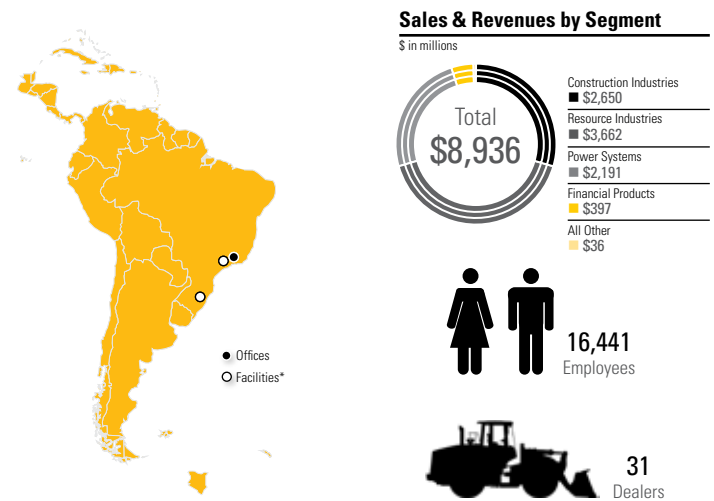 Sales & Revenues by Segment
$ in millions
Total
$8,936
Construction Industries
$2,650
Resource Industries
$3,662
Power Systems
$2,191
Financial Products
$397
All Other
$36
Offices
Facilities*
16,441
Employees
31
Dealers